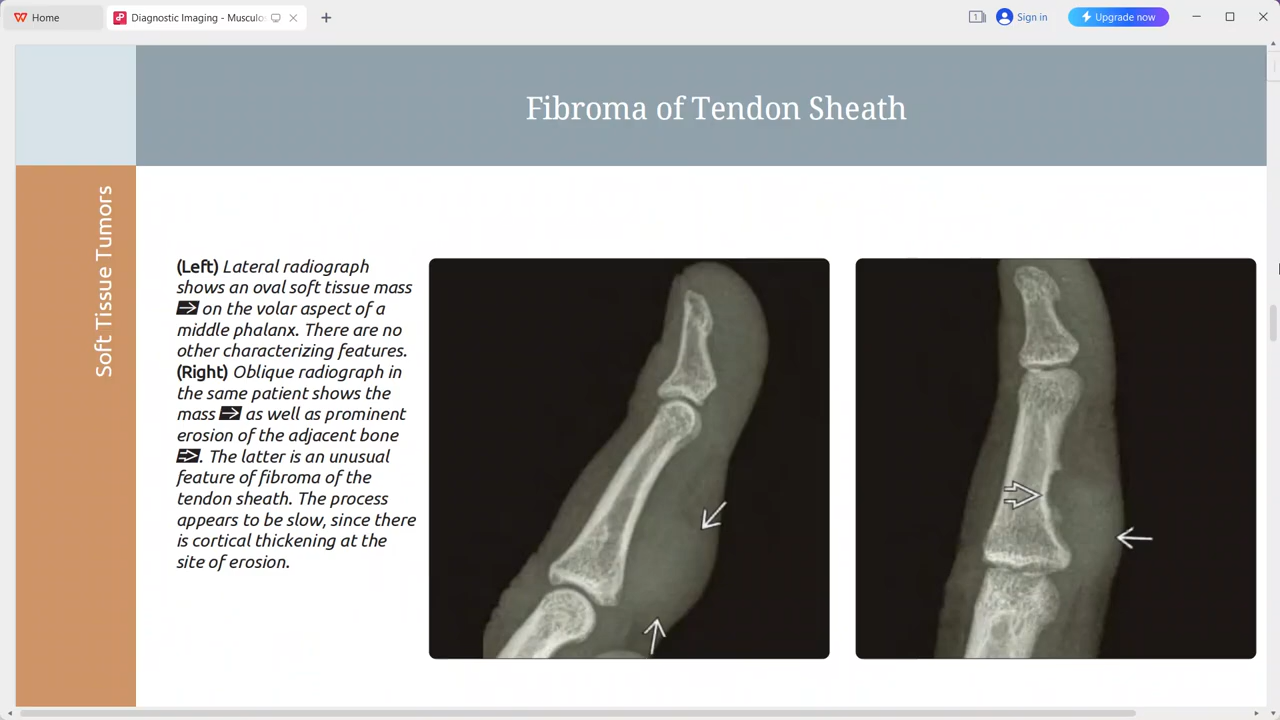 Home
Diagnostic Imaging - Musculos
1
Sign in
Upgrade now
Fibroma of Tendon Sheath
Soft Tissue Tumors
(Left) Lateral radiograph
shows an oval soft tissue mass
on the volar aspect of a
middle phalanx. There are no
other characterizing features.
(Right) Oblique radiograph in
the same patient shows the
mass as well as prominent
erosion of the adjacent bone
. The latter is an unusual
feature of fibroma of the
tendon sheath. The process
appears to be slow, since there
is cortical thickening at the
site of erosion.